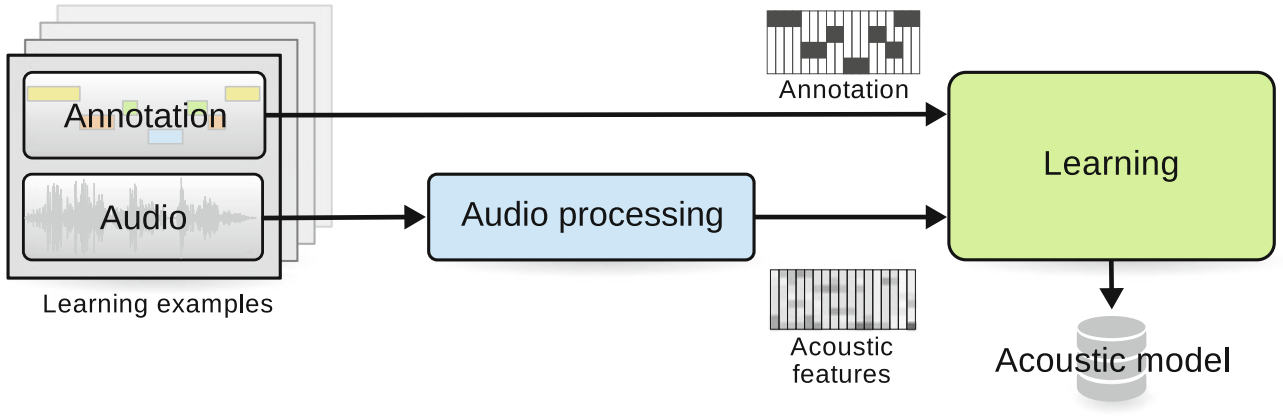 Annotation
Audio
Learning examples
Audio processing
Annotation
Acoustic
features
Learning
Acoustic model